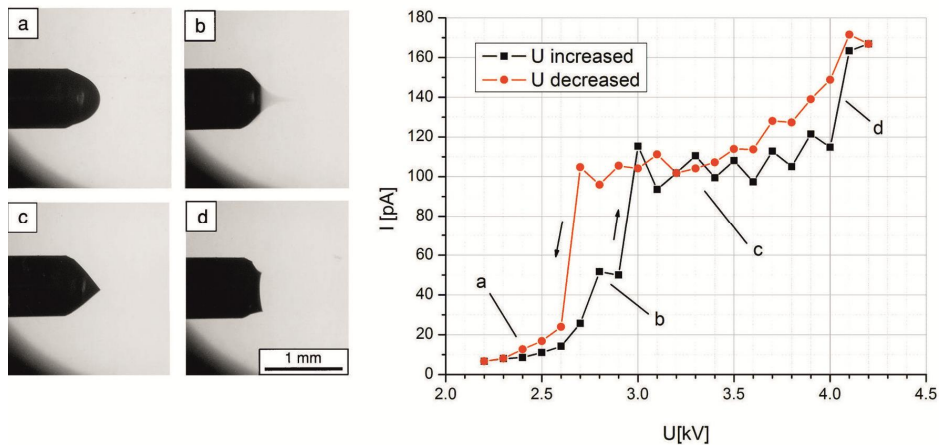 a
b
c
d
1 mm
I [pA]
180
160
140
120
100
80
60
40
20
0
U increased
U decreased
a
b
c
d
2.0 2.5 3.0 3.5 4.0 4.5
U[kV]